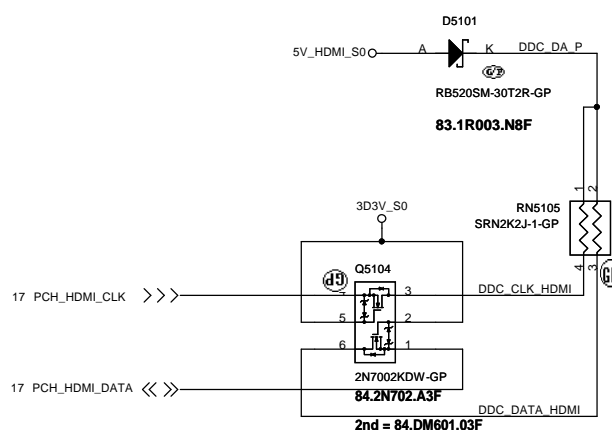 D5101
5V_HDMI_S0 A K DDC_DA_P
G/P
RB520SM-30T2R-GP
83.1R003.N8F
1 2
RN5105
SRN2K2J-1-GP
4 3
3D3V_S0
GP
Q5104
17 PCH_HDMI_CLK 3 DDC_CLK_HDMI
5 2
6 1
2N7002KDW-GP
17 PCH_HDMI_DATA
84.2N702.A3F
DDC_DATA_HDMI
2nd = 84.DM601.03F